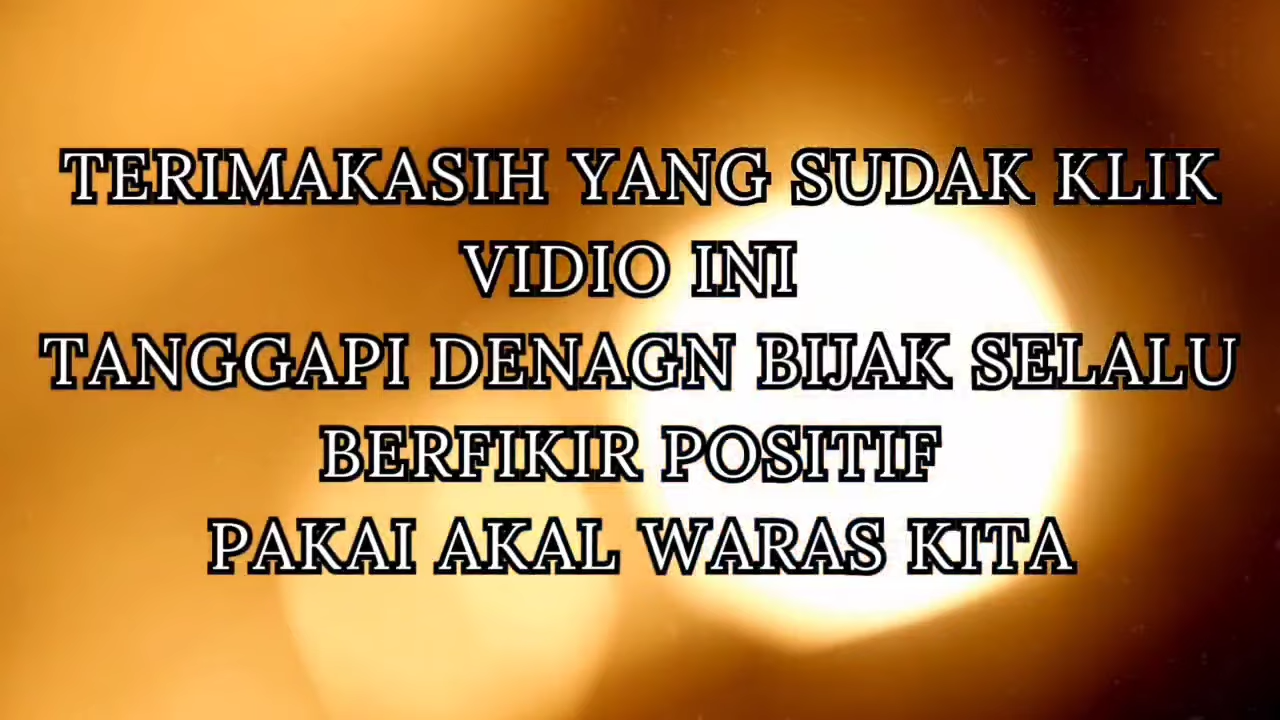 TERIMAKASIH YANG SUDAK KLIK
VIDIO INI
TANGGAPI DENAGN BIJAK SELALU
BERFIKIR POSITIF
PAKAI AKAL WARAS KITA